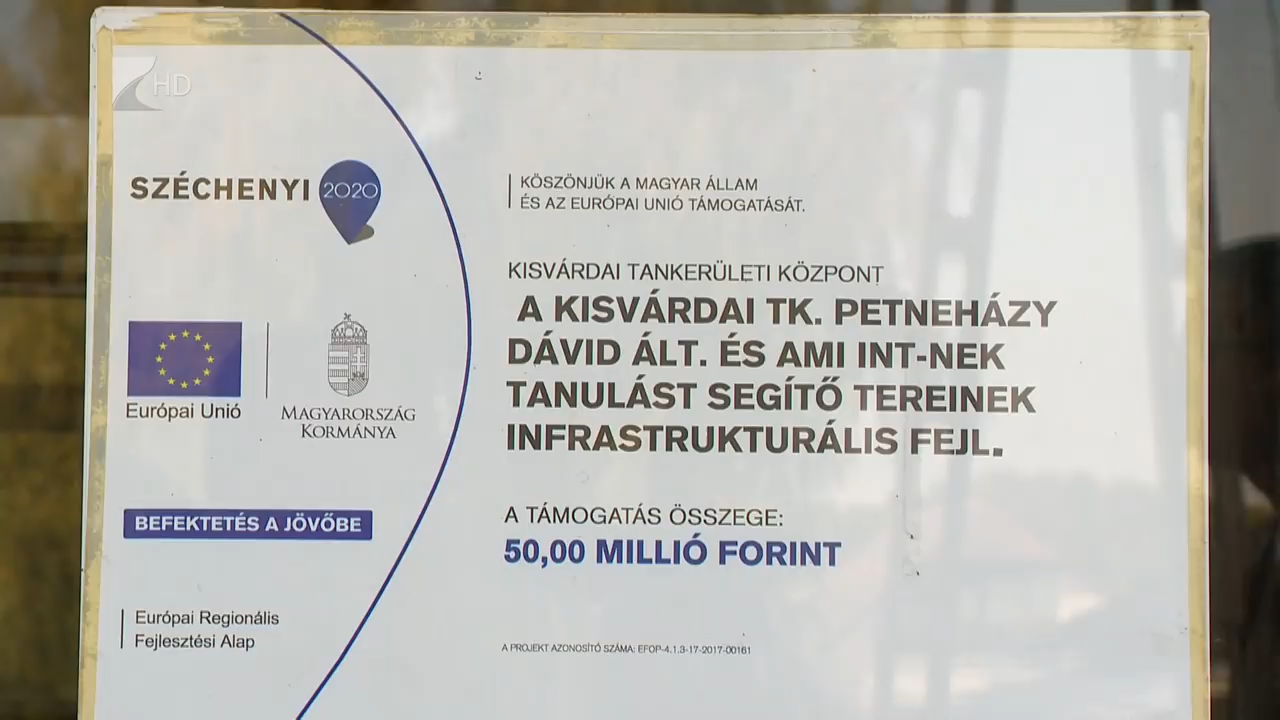 HD
SZÉCHENYI 2020
Európai Unió
MAGYARORSZÁG
KORMÁNYA
BEFEKTETÉS A JÖVŐBE
Európai Regionális
Fejlesztési Alap
KÖSZÖNJÜK A MAGYAR ÁLLAM
ÉS AZ EURÓPAI UNIÓ TÁMOGATÁSÁT.
KISVÁRDAI TANKERÜLETI KÖZPONT
A KISVÁRDAI TK. PETNEHÁZY
DÁVID ÁLT. ÉS AMI INT-NEK
TANULÁST SEGÍTŐ TEREINEK
INFRASTRUKTURÁLIS FEJL.
A TÁMOGATÁS ÖSSZEGE:
50,00 MILLIÓ FORINT
A PROJEKT AZONOSÍTÓ SZÁMA: EFOP-4.1.3-17-2017-00161